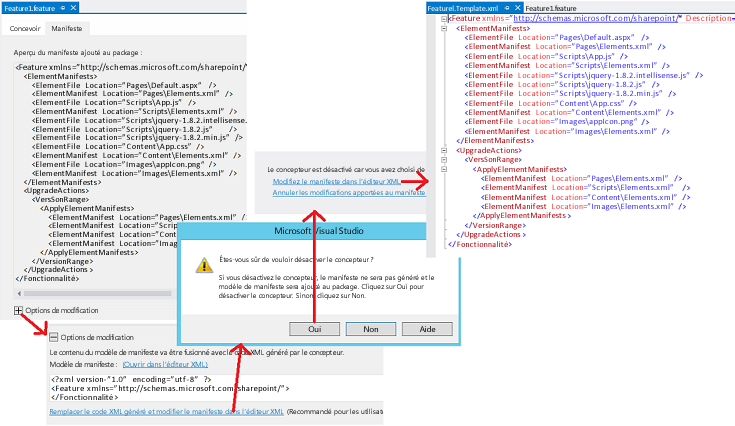 Feature1.feature
Concevoir Manifeste
Aperçu du manifeste ajouté au package :
<Feature xmlns="http://schemas.microsoft.com/sharepoint/"
<ElementManifests>
<ElementFile Location="Pages\Default.aspx" />
<ElementManifest Location="Pages\Elements.xml" />
<ElementFile Location="Scripts\App.js" />
<ElementManifest Location="Scripts\Elements.xml" />
<ElementFile Location="Scripts\jquery-1.8.2.intellisense.
<ElementFile Location="Scripts\jquery-1.8.2.js" />
<ElementFile Location="Scripts\jquery-1.8.2.min.js" />
<ElementFile Location="Content\App.css" />
<ElementManifest Location="Content\Elements.xml" />
<ElementFile Location="Images\appIcon.png" />
<ElementManifest Location="Images\Elements.xml" />
</ElementManifests>
<UpgradeActions>
<VersSonRange>
<ApplyElementManifests>
<ElementManifest Location="Pages\Elements.xml" />
<ElementManifest Location="Scripts\
<ElementManifest Location="Content\
<ElementManifest Location="Images\
</ApplyElementManifests>
</VersionRange>
</UpgradeActions >
</Fonctionnalité>
Options de modification
Options de modification
Le contenu du modèle de manifeste va être fusionné avec le code XML généré par le concepteur.
Modèle de manifeste : (Ouvrir dans l'éditeur XML)
<?xml version-"1.0" encoding="utf-8" ?>
<Feature xmlns="http://schemas.microsoft.com/sharepoint/">
</Fonctionnalité>
Remplacer le code XML généré et modifier le manifeste dans l'éditeur XML (Recommandé pour les utilisate
Microsoft Visual Studio
Êtes-vous sûr de vouloir désactiver le concepteur ?
Si vous désactivez le concepteur, le manifeste ne sera pas généré et le
modèle de manifeste sera ajouté au package. Cliquez sur Oui pour
désactiver le concepteur. Sinon, cliquez sur Non.
Oui Non Aide
le concepteur est désactivé car vous avez choisi de
Modifiez le manifeste dans l'éditeur XML
Annuler les modifications apportées au manifeste
Feature1.Template.xml Feature1.feature
<Feature xmlns="http://schemas.microsoft.com/sharepoint/" Description=
<ElementManifests>
<ElementFile Location="Pages\Default.aspx" />
<ElementManifest Location="Pages\Elements.xml" />
<ElementFile Location="Scripts\App.js" />
<ElementManifest Location="Scripts\Elements.xml" />
<ElementFile Location="Scripts\jquery-1.8.2.intellisense.js" />
<ElementFile Location="Scripts\jquery-1.8.2.js" />
<ElementFile Location="Scripts\jquery-1.8.2.min.js" />
<ElementFile Location="Content\App.css" />
<ElementManifest Location="Content\Elements.xml" />
<ElementFile Location="Images\appIcon.png" />
<ElementManifest Location="Images\Elements.xml" />
</ElementManifests>
<UpgradeActions>
<VersSonRange>
<ApplyElementManifests>
<ElementManifest Location="Pages\Elements.xml" />
<ElementManifest Location="Scripts\Elements.xml" />
<ElementManifest Location="Content\Elements.xml" />
<ElementManifest Location="Images\Elements.xml" />
</ApplyElementManifests >
</VersionRange>
</UpgradeActions >
</Fonctionnalité>